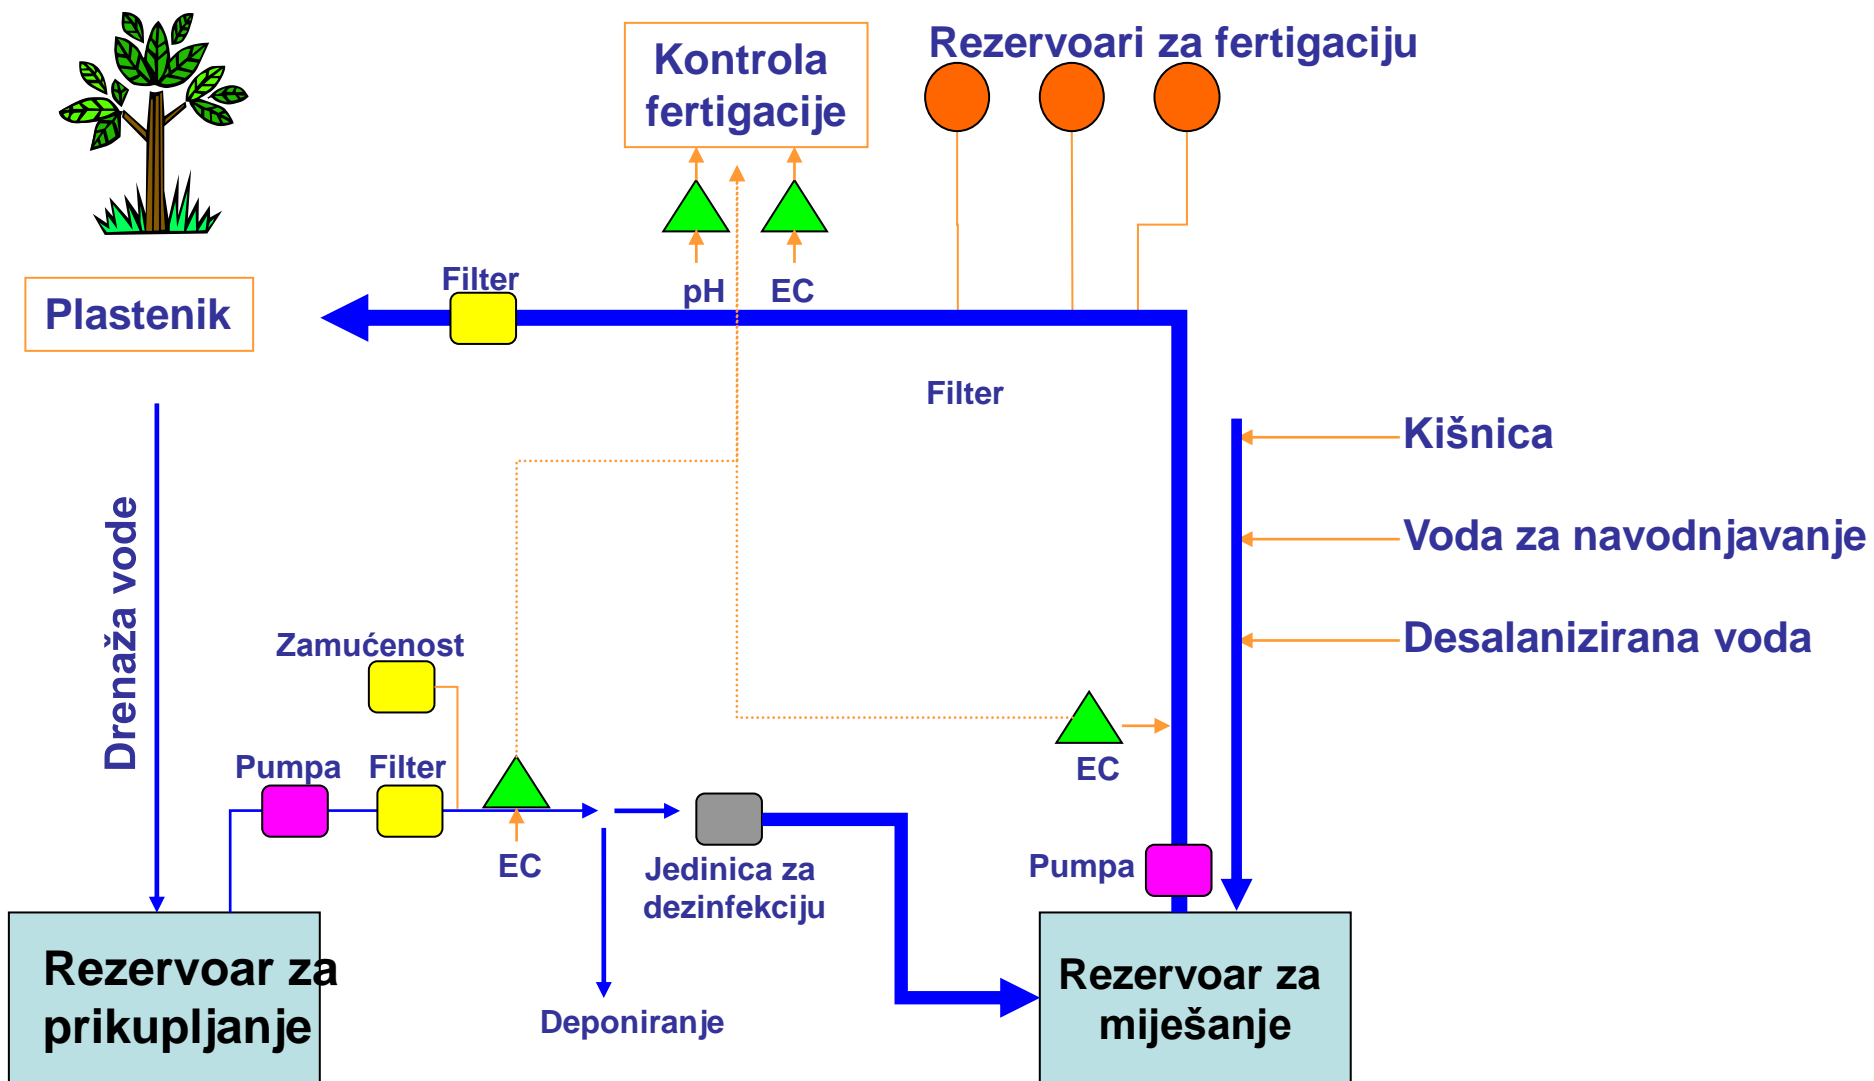 Kontrola
fertigacije
Rezervoari za fertigaciju
Filter
pH
EC
Plastenik
Filter
Kišnica
Voda za navodnjavanje
Desalanizirana voda
Drenaža vode
Zamućenost
Pumpa
Filter
EC
EC
Jedinica za
dezinfekciju
Pumpa
Deponiranje
Rezervoar za
prikupljanje
Rezervoar za
miješanje